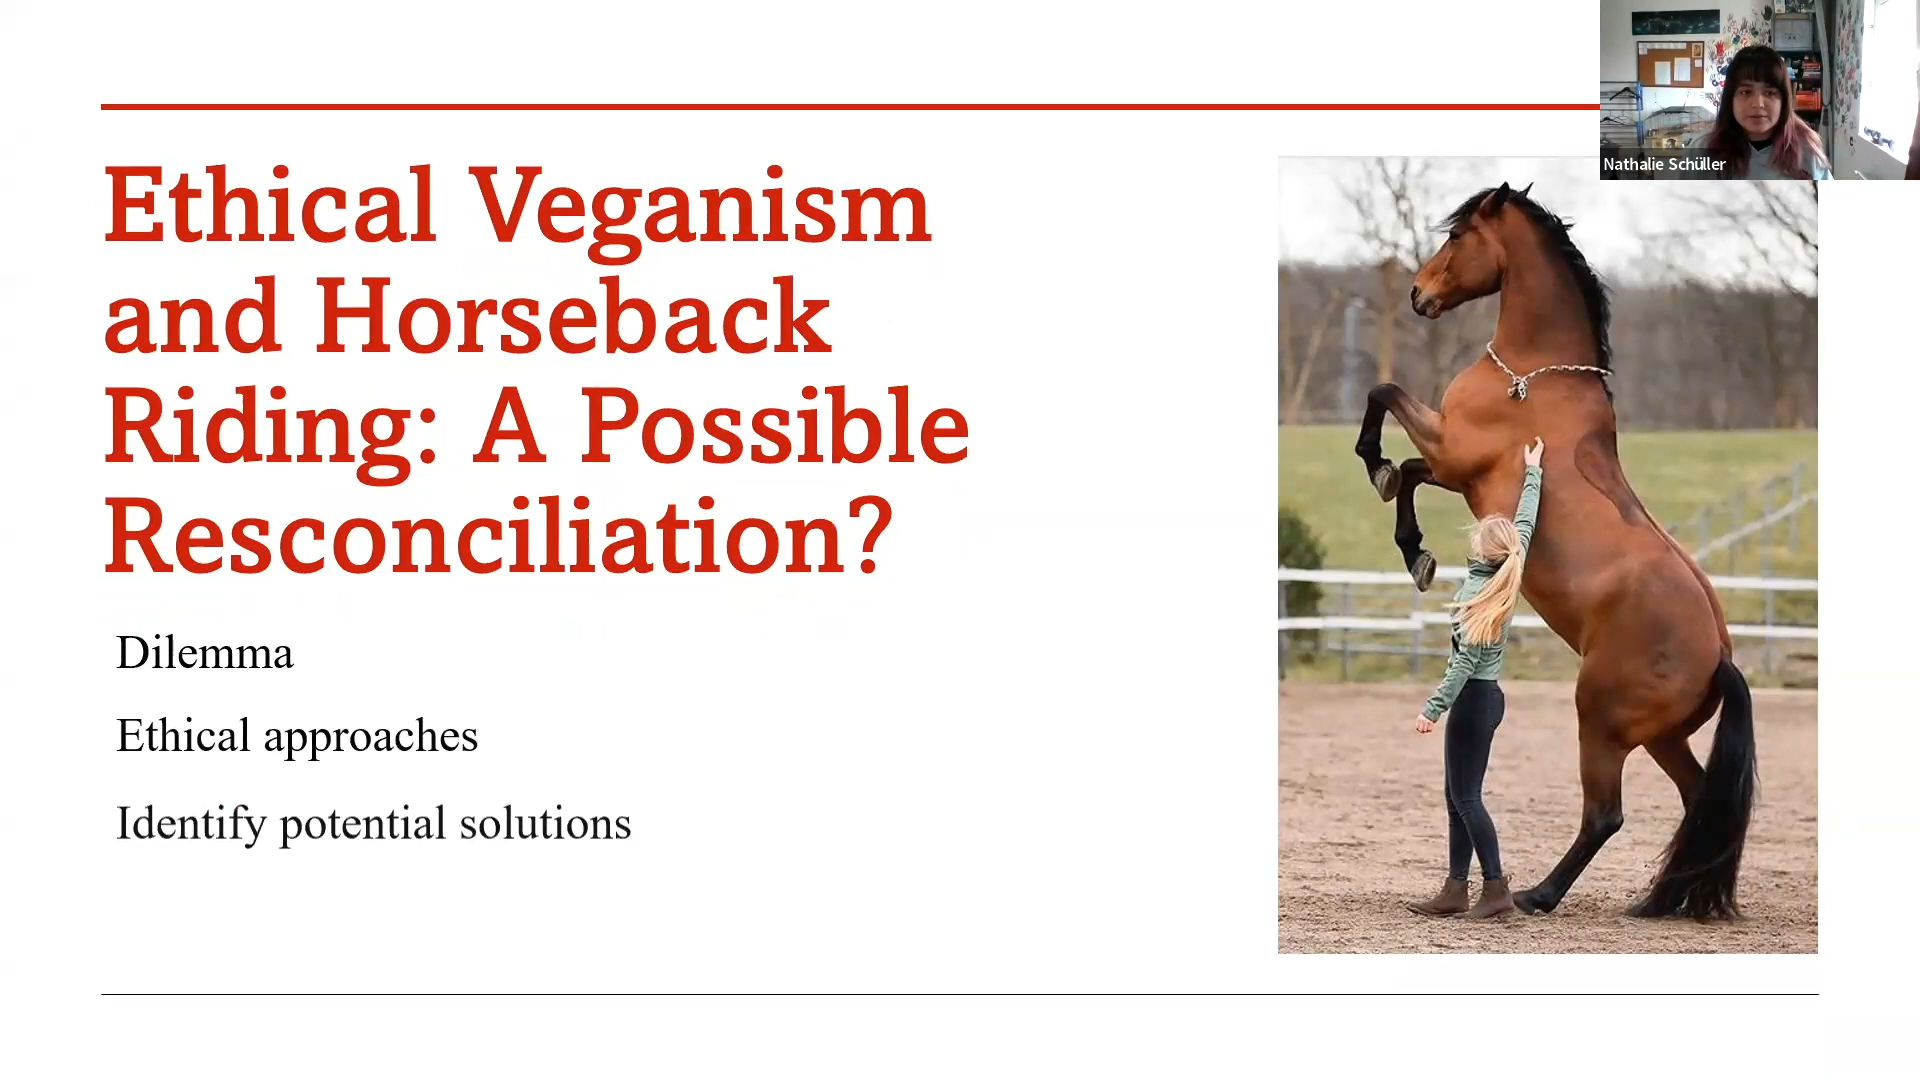 Ethical Veganism
and Horseback
Riding: A Possible
Resconciliation?
Dilemma
Ethical approaches
Identify potential solutions
Nathalie Schüller